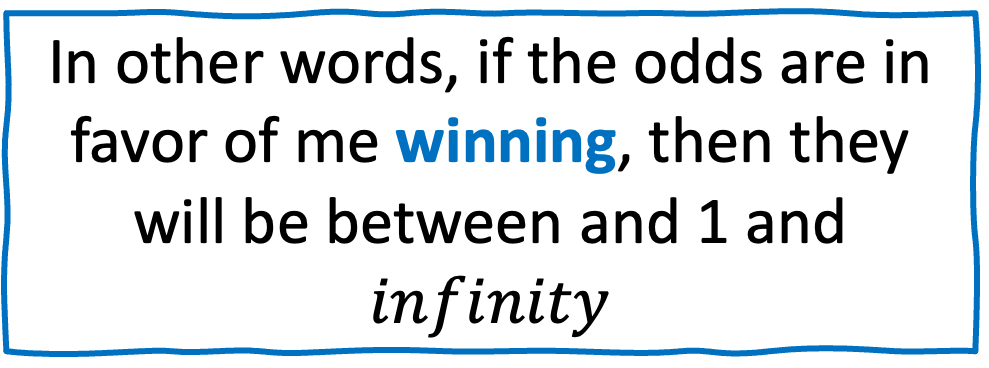 In other words, if the odds are in
favor of me winning, then they
will be between and 1 and
infinity